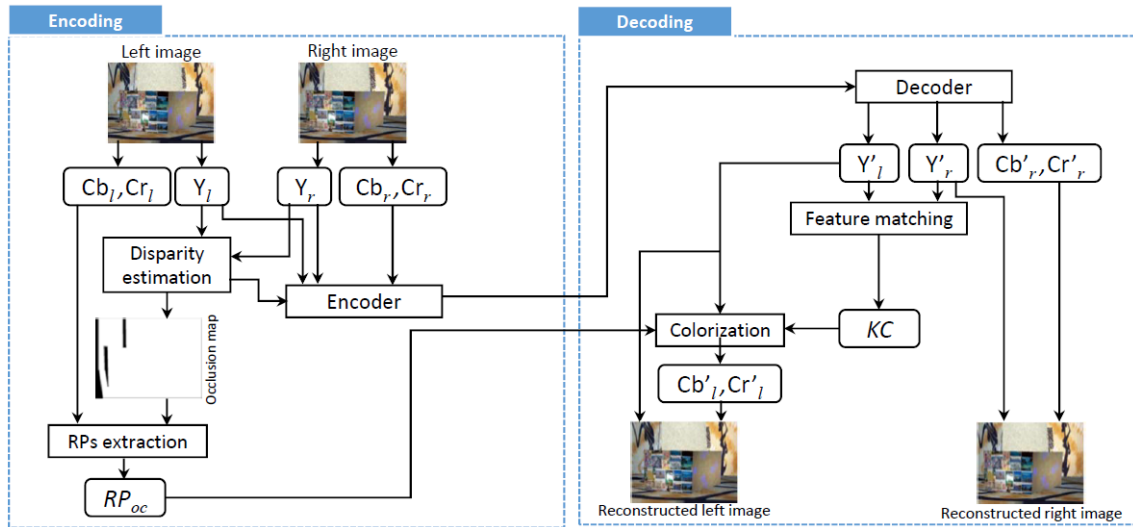 Encoding
Left image
Right image
Cb_l,Cr_l
Y_l
Y_r
Cb_r,Cr_r
Disparity
estimation
Encoder
Occlusion map
RPs extraction
RP_oc
Decoding
Decoder
Y'_l
Y'_r
Cb'_r,Cr'_r
Feature matching
Colorization
KC
Cb'_l,Cr'_l
Reconstructed left image
Reconstructed right image